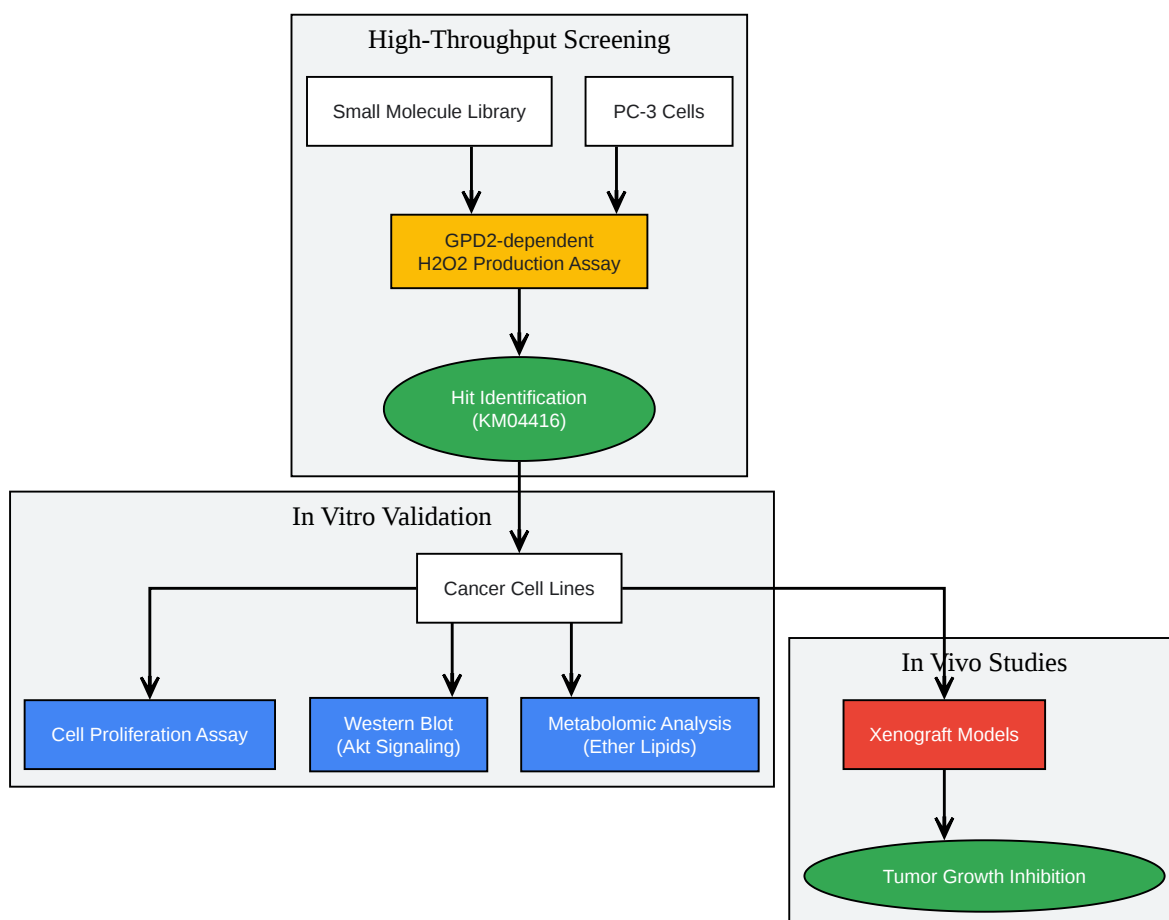 High-Throughput Screening
Small Molecule Library
PC-3 Cells
GPD2-dependent
H2O2 Production Assay
Hit Identification
(KM04416)
In Vitro Validation
Cancer Cell Lines
Cell Proliferation Assay
Western Blot
(Akt Signaling)
Metabolomic Analysis
(Ether Lipids)
In Vivo Studies
Xenograft Models
Tumor Growth Inhibition